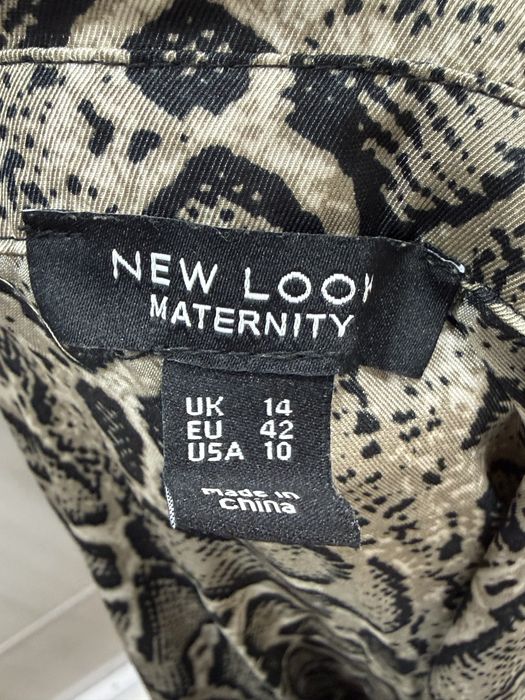 NEW LOOK
MATERNITY
UK 14
EU 42
USA 10
made in
china